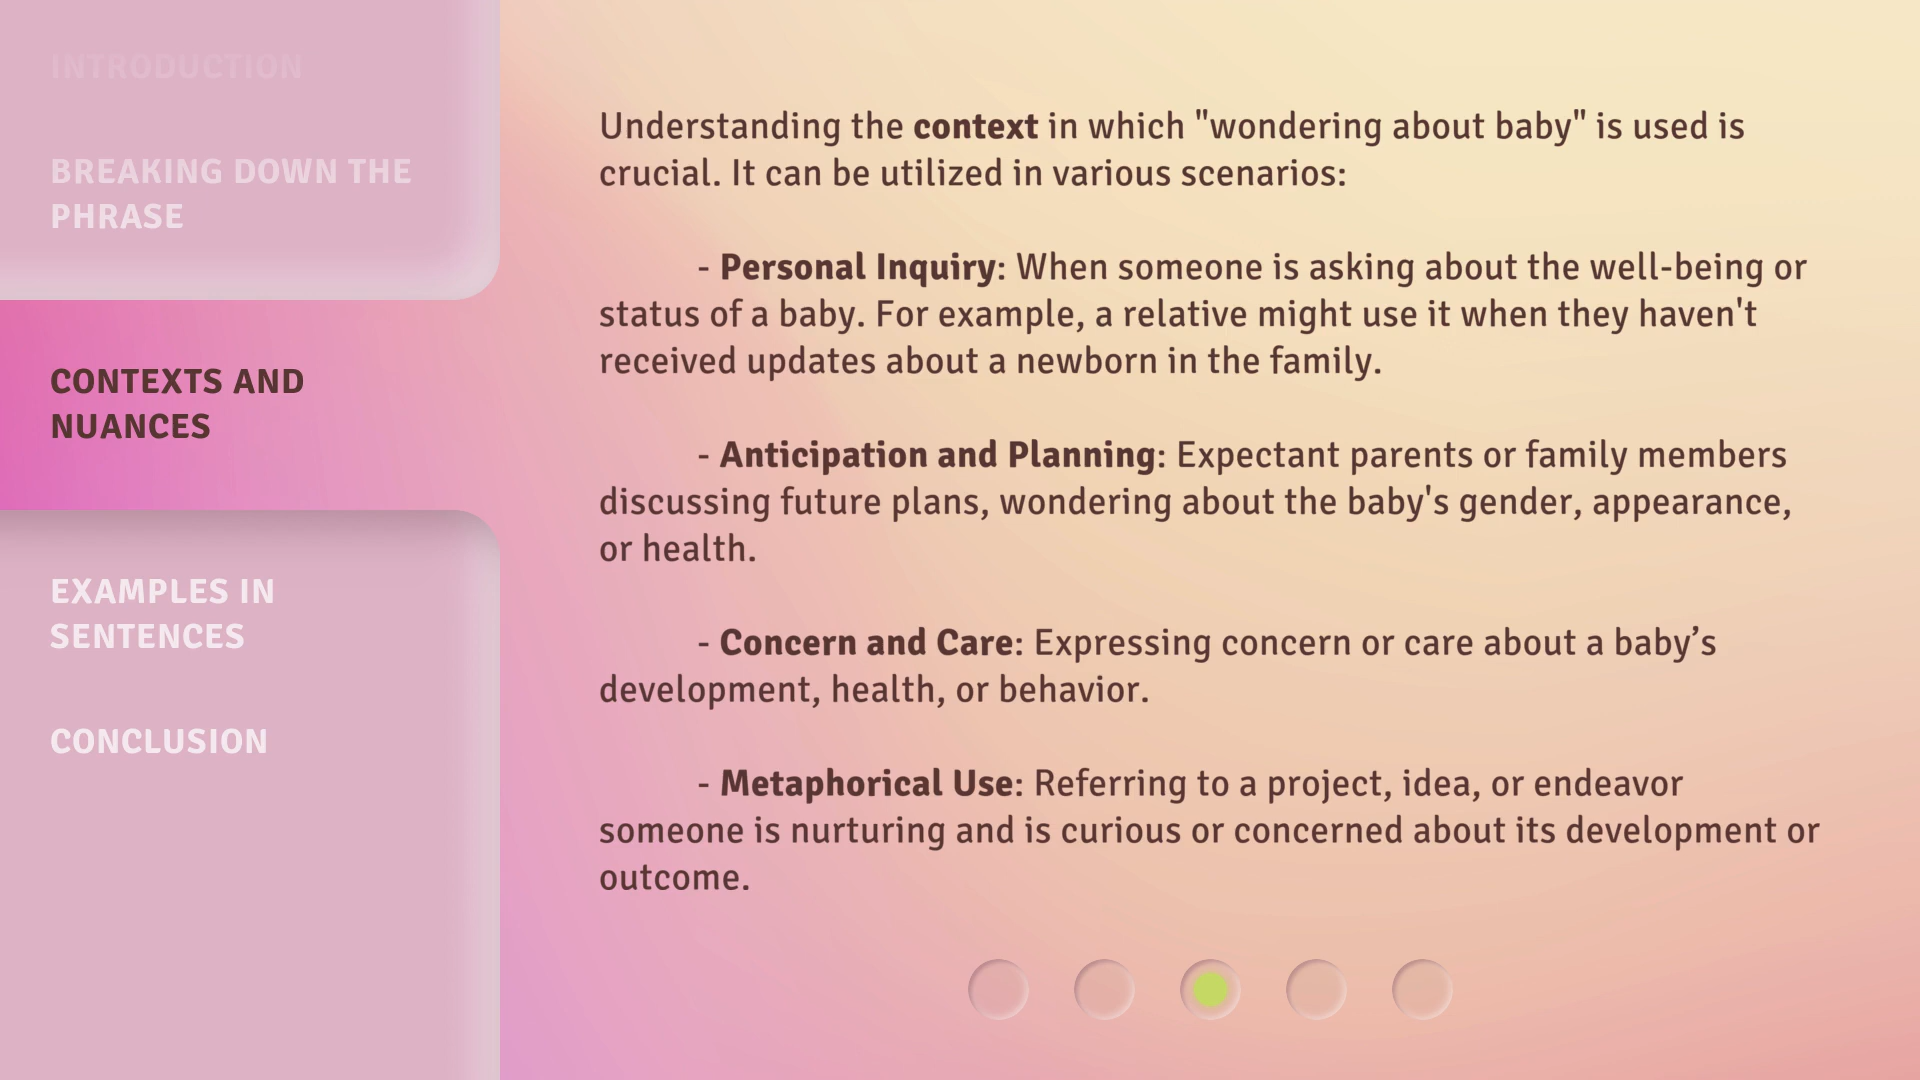 INTRODUCTION
BREAKING DOWN THE
PHRASE
CONTEXTS AND
NUANCES
EXAMPLES IN
SENTENCES
CONCLUSION
Understanding the context in which "wondering about baby" is used is
crucial. It can be utilized in various scenarios:
- Personal Inquiry: When someone is asking about the well-being or
status of a baby. For example, a relative might use it when they haven't
received updates about a newborn in the family.
- Anticipation and Planning: Expectant parents or family members
discussing future plans, wondering about the baby's gender, appearance,
or health.
- Concern and Care: Expressing concern or care about a baby’s
development, health, or behavior.
- Metaphorical Use: Referring to a project, idea, or endeavor
someone is nurturing and is curious or concerned about its development or
outcome.